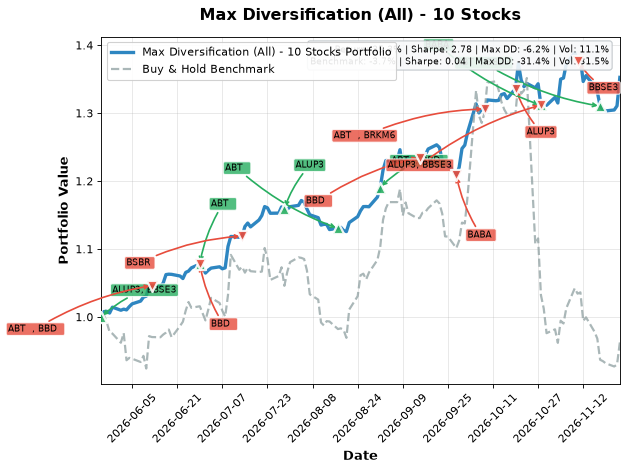 Max Diversification (All) - 10 Stocks
Max Diversification (All) - 10 Stocks Portfolio
Buy & Hold Benchmark
% | Sharpe: 2.78 | Max DD: -6.2% | Vol: 11.1%
| Sharpe: 0.04 | Max DD: -31.4% | Vol:
BBSE3
ABT , BRKM6
ALUP3
ALUP3, BBSE3
ABT
ALUP3
BBD
ABT
BABA
BSBR
ALUP3, BBSE3
BBD
ABT , BBD
Portfolio Value
1.4
1.3
1.2
1.1
1.0
2026-06-05
2026-06-21
2026-07-07
2026-07-23
2026-08-08
2026-08-24
2026-09-09
2026-09-25
2026-10-11
2026-10-27
2026-11-12
Date